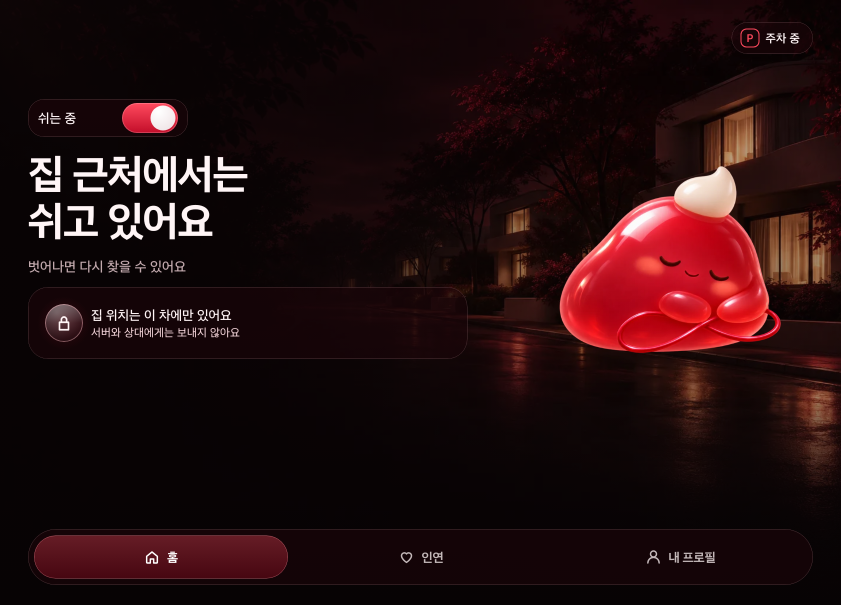 P 주차 중
쉬는 중
집 근처에서는
쉬고 있어요
벗어나면 다시 찾을 수 있어요
집 위치는 이 차에만 있어요
서버와 상대에게는 보내지 않아요
홈
인연
내 프로필